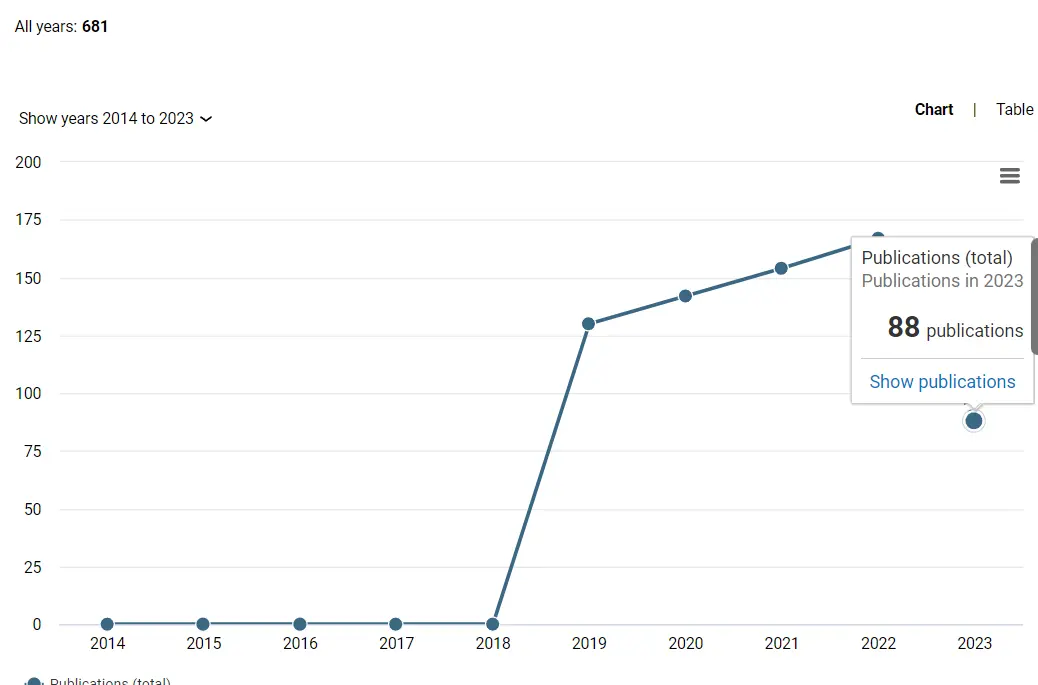 All years: 681
Chart | Table
Show years 2014 to 2023
200
175
150
125
100
75
50
25
0
Publications (total)
Publications in 2023
88 publications
Show publications
2014 2015 2016 2017 2018 2019 2020 2021 2022 2023
Publications (total)